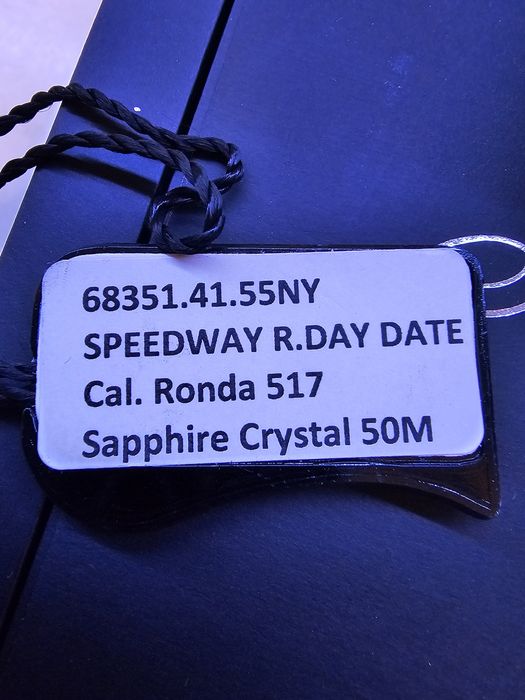 68351.41.55NY
SPEEDWAY R.DAY DATE
Cal. Ronda 517
Sapphire Crystal 50M